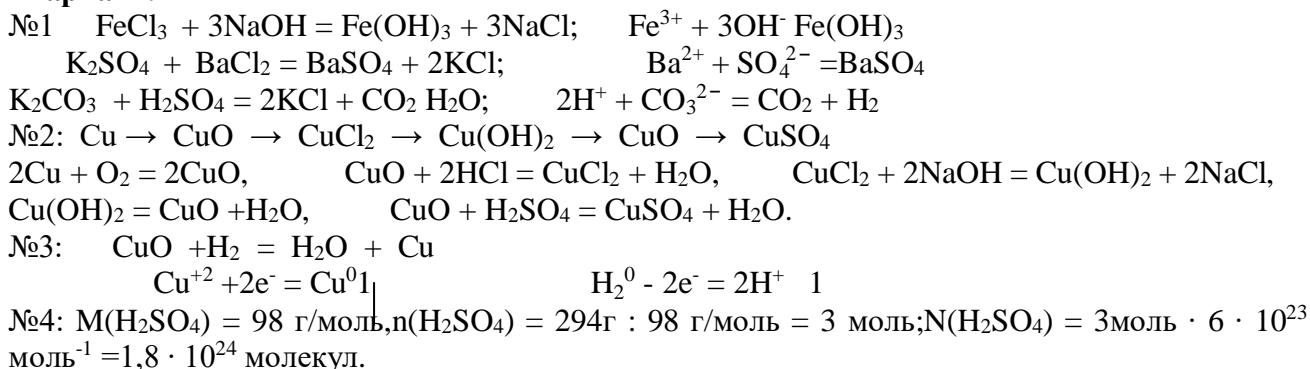 №1 FeCl₃ + 3NaOH = Fe(OH)₃ + 3NaCl; Fe³⁺ + 3OH⁻ Fe(OH)₃
K₂SO₄ + BaCl₂ = BaSO₄ + 2KCl; Ba²⁺ + SO₄²⁻ =BaSO₄
K₂CO₃ + H₂SO₄ = 2KCl + CO₂ H₂O; 2H⁺ + CO₃²⁻ = CO₂ + H₂
№2: Cu → CuO → CuCl₂ → Cu(OH)₂ → CuO → CuSO₄
2Cu + O₂ = 2CuO, CuO + 2HCl = CuCl₂ + H₂O, CuCl₂ + 2NaOH = Cu(OH)₂ + 2NaCl,
Cu(OH)₂ = CuO +H₂O, CuO + H₂SO₄ = CuSO₄ + H₂O.
№3: CuO +H₂ = H₂O + Cu
Cu⁺² +2e⁻ = Cu⁰1 H₂⁰ - 2e⁻ = 2H⁺ 1
№4: M(H₂SO₄) = 98 г/моль,n(H₂SO₄) = 294г : 98 г/моль = 3 моль;N(H₂SO₄) = 3моль · 6 · 10²³
моль⁻¹ =1,8 · 10²⁴ молекул.